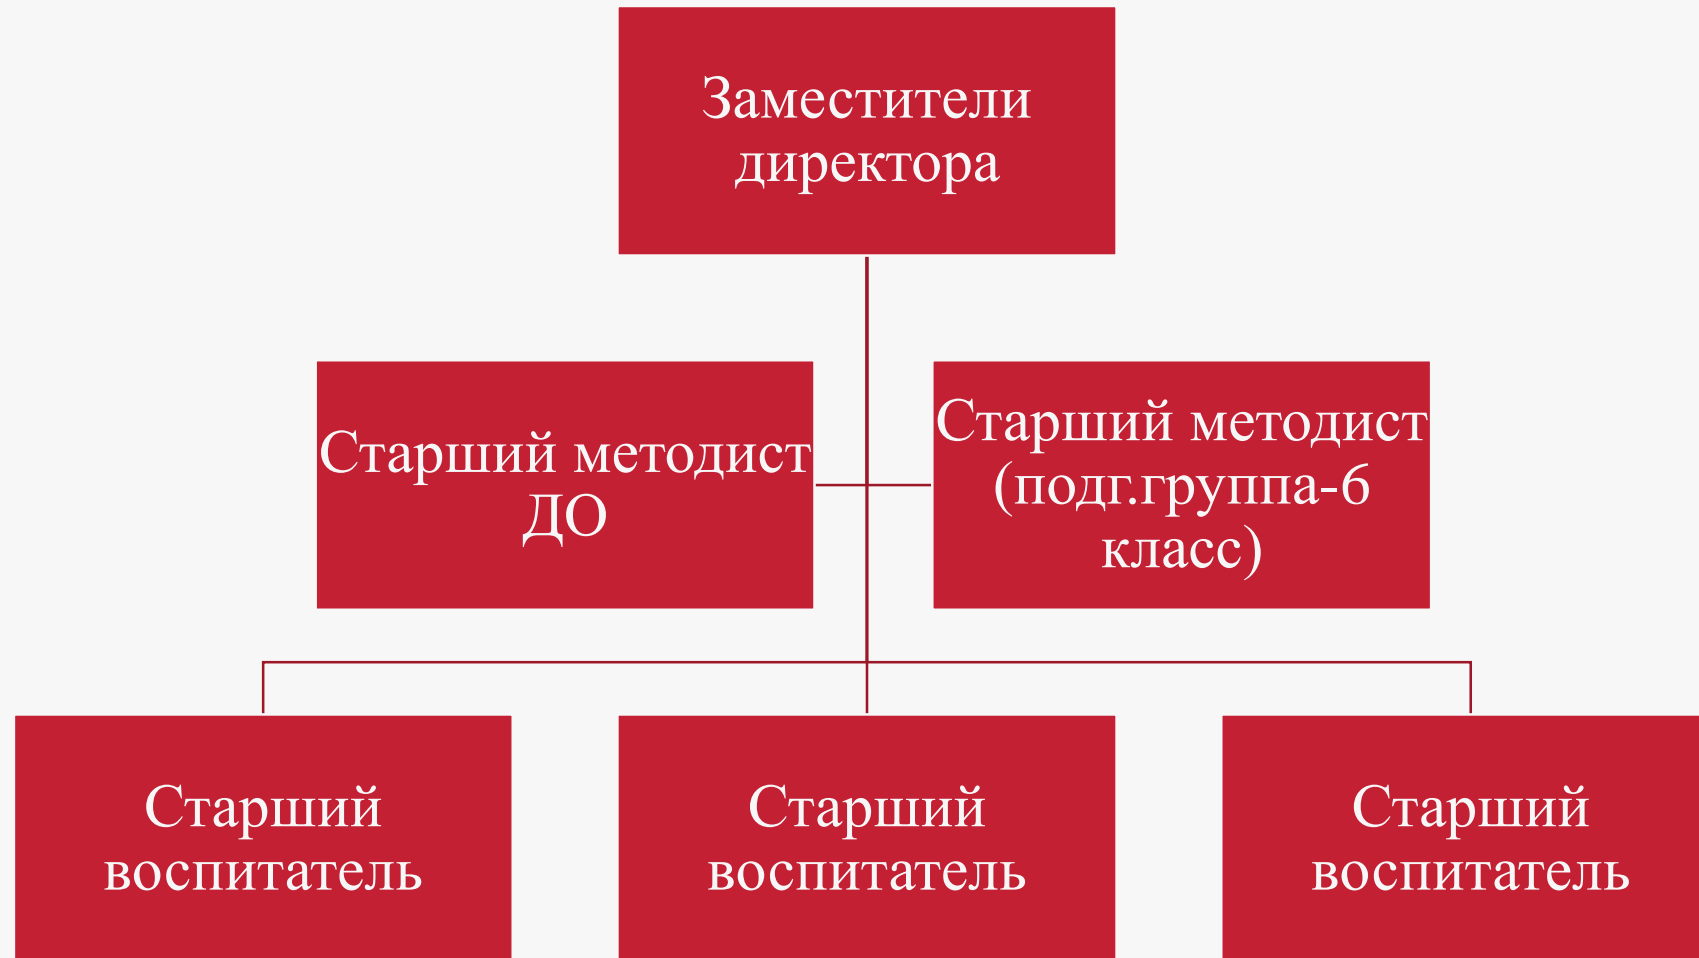 Заместители
директора
Старший методист
ДО
Старший методист
(подг.группа-6
класс)
Старший
воспитатель
Старший
воспитатель
Старший
воспитатель